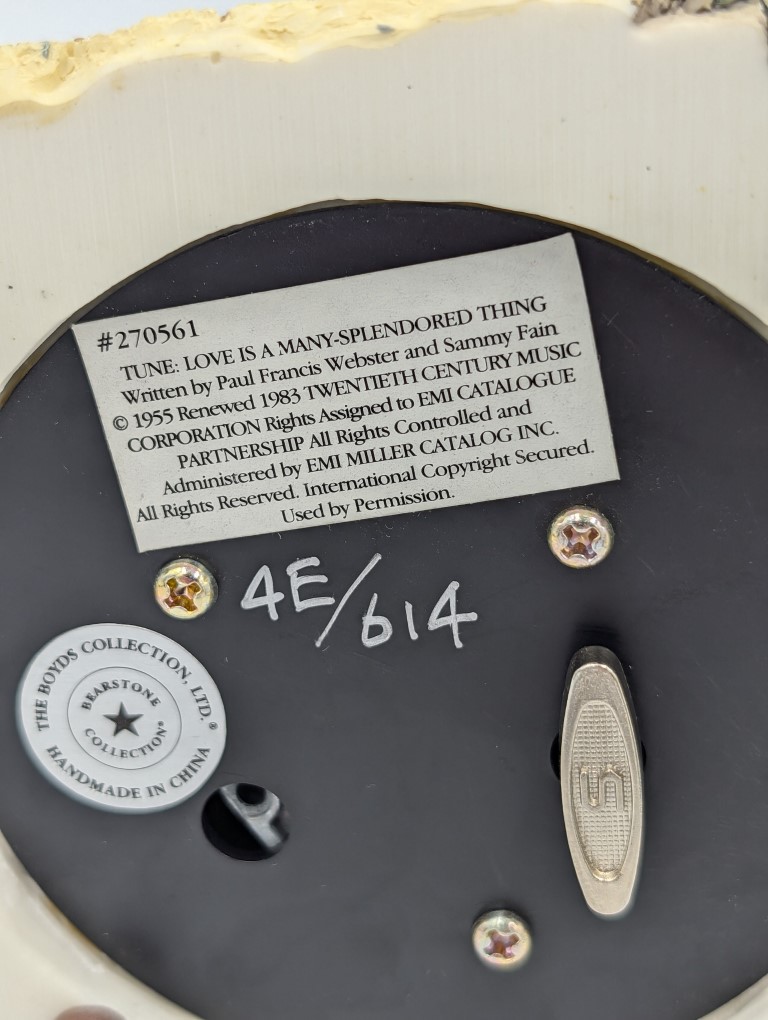 #270561
TUNE: LOVE IS A MANY-SPLENDORED THING
Written by Paul Francis Webster and Sammy Fain
© 1955 Renewed 1983 TWENTIETH CENTURY MUSIC
CORPORATION Rights Assigned to EMI CATALOGUE
PARTNERSHIP All Rights Controlled and
Administered by EMI MILLER CATALOG INC.
All Rights Reserved. International Copyright Secured.
Used by Permission.
4E/614
THE BOYDS COLLECTION, LTD.®
BEARSTONE
COLLECTION®
HANDMADE IN CHINA